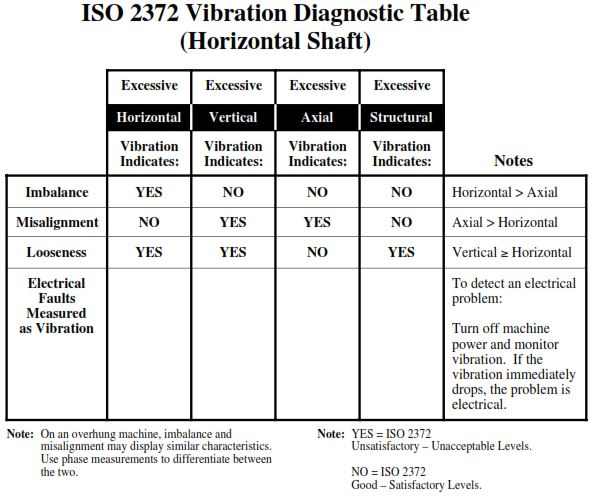 ISO 2372 Vibration Diagnostic Table
(Horizontal Shaft)
Excessive Excessive Excessive Excessive
Horizontal Vertical Axial Structural
Vibration Vibration Vibration Vibration
Indicates: Indicates: Indicates: Indicates: Notes
Imbalance YES NO NO NO Horizontal > Axial
Misalignment NO YES YES NO Axial > Horizontal
Looseness YES YES NO YES Vertical ≥ Horizontal
Electrical
Faults
Measured
as Vibration
To detect an electrical
problem:
Turn off machine
power and monitor
vibration. If the
vibration immediately
drops, the problem is
electrical.
Note: On an overhung machine, imbalance and
misalignment may display similar characteristics.
Use phase measurements to differentiate between
the two.
Note: YES = ISO 2372
Unsatisfactory – Unacceptable Levels.
NO = ISO 2372
Good – Satisfactory Levels.